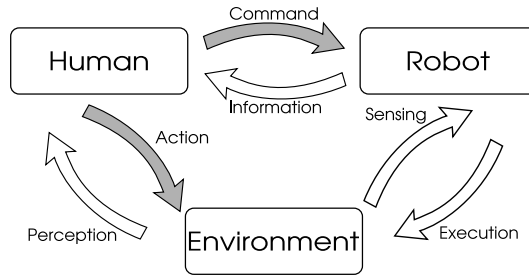 Command
Human
Robot
Information
Sensing
Action
Perception
Environment
Execution